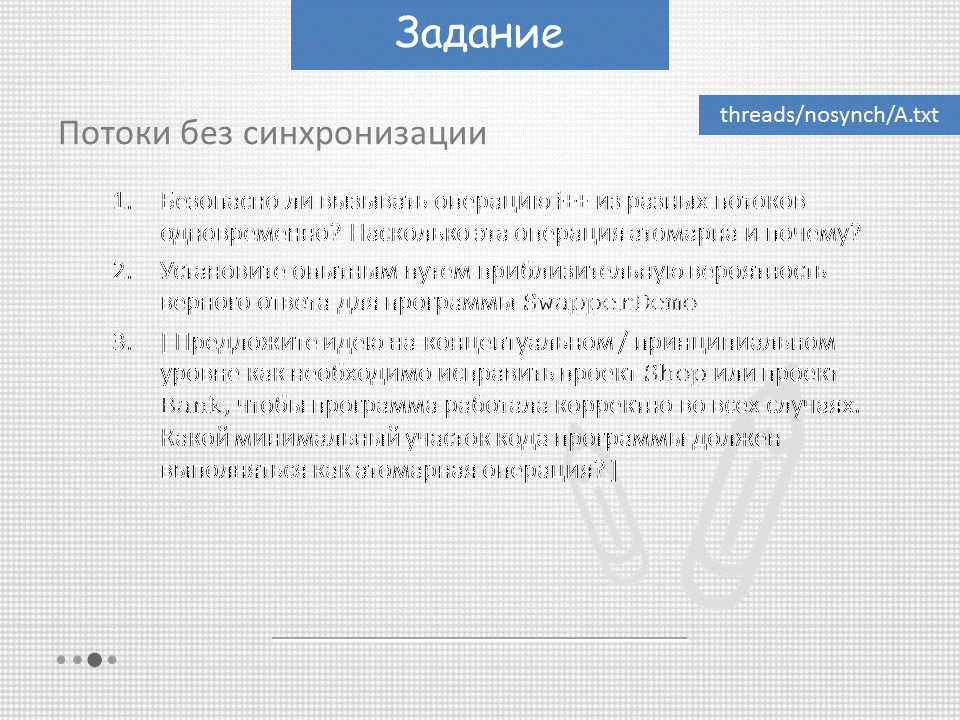 Задание
threads/nosynch/A.txt
Потоки без синхронизации
1. Безопасно ли вызывать операцию i++ из разных потоков
одновременно? Насколько эта операция атомарна и почему?
2. Установите опытным путем приблизительную вероятность
верного ответа для программы SwapperDemo
3. [Предложите идею на концептуальном / принципиальном
уровне как необходимо исправить проект Shop или проект
Bank, чтобы программа работала корректно во всех случаях.
Какой минимальный участок кода программы должен
выполняться как атомарная операция?]